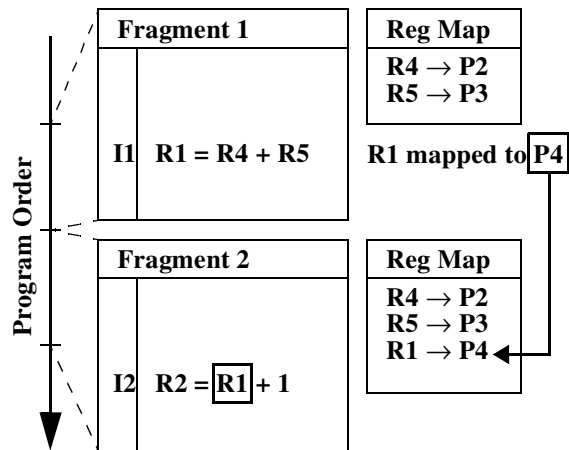 Program Order
Fragment 1
I1 R1 = R4 + R5
Reg Map
R4 → P2
R5 → P3
R1 mapped to P4
Fragment 2
I2 R2 = R1 + 1
Reg Map
R4 → P2
R5 → P3
R1 → P4